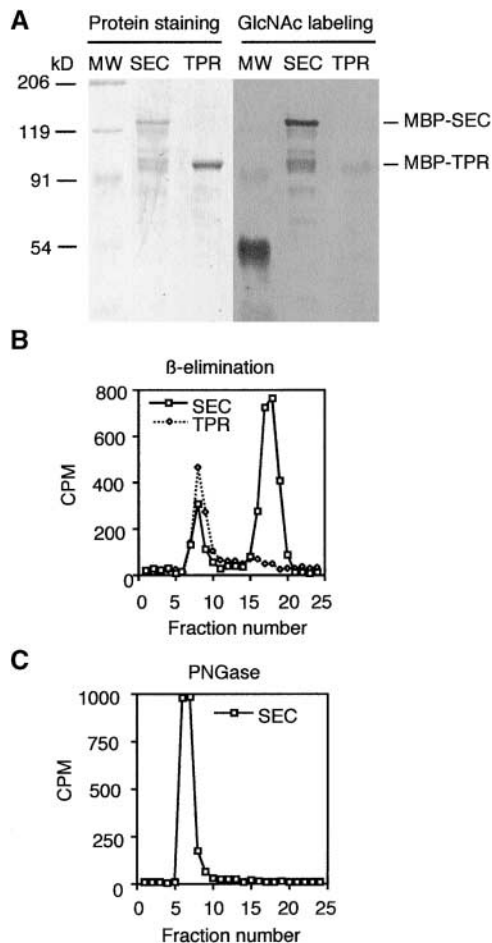 A
Protein staining GlcNAc labeling
kD MW SEC TPR MW SEC TPR
206
119
91
54
MBP-SEC
MBP-TPR
B
ß-elimination
SEC
TPR
CPM
800
600
400
200
0
0 5 10 15 20 25
Fraction number
C
PNGase
SEC
CPM
1000
750
500
250
0
0 5 10 15 20 25
Fraction number